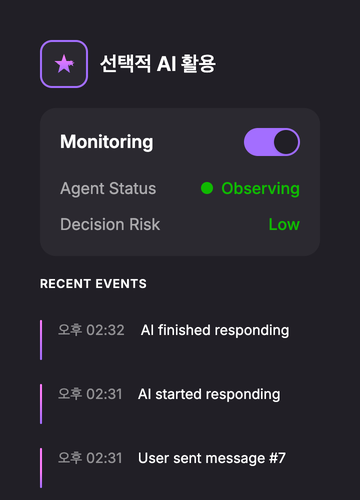 선택적 AI 활용
Monitoring
Agent Status Observing
Decision Risk Low
RECENT EVENTS
오후 02:32 AI finished responding
오후 02:31 AI started responding
오후 02:31 User sent message #7